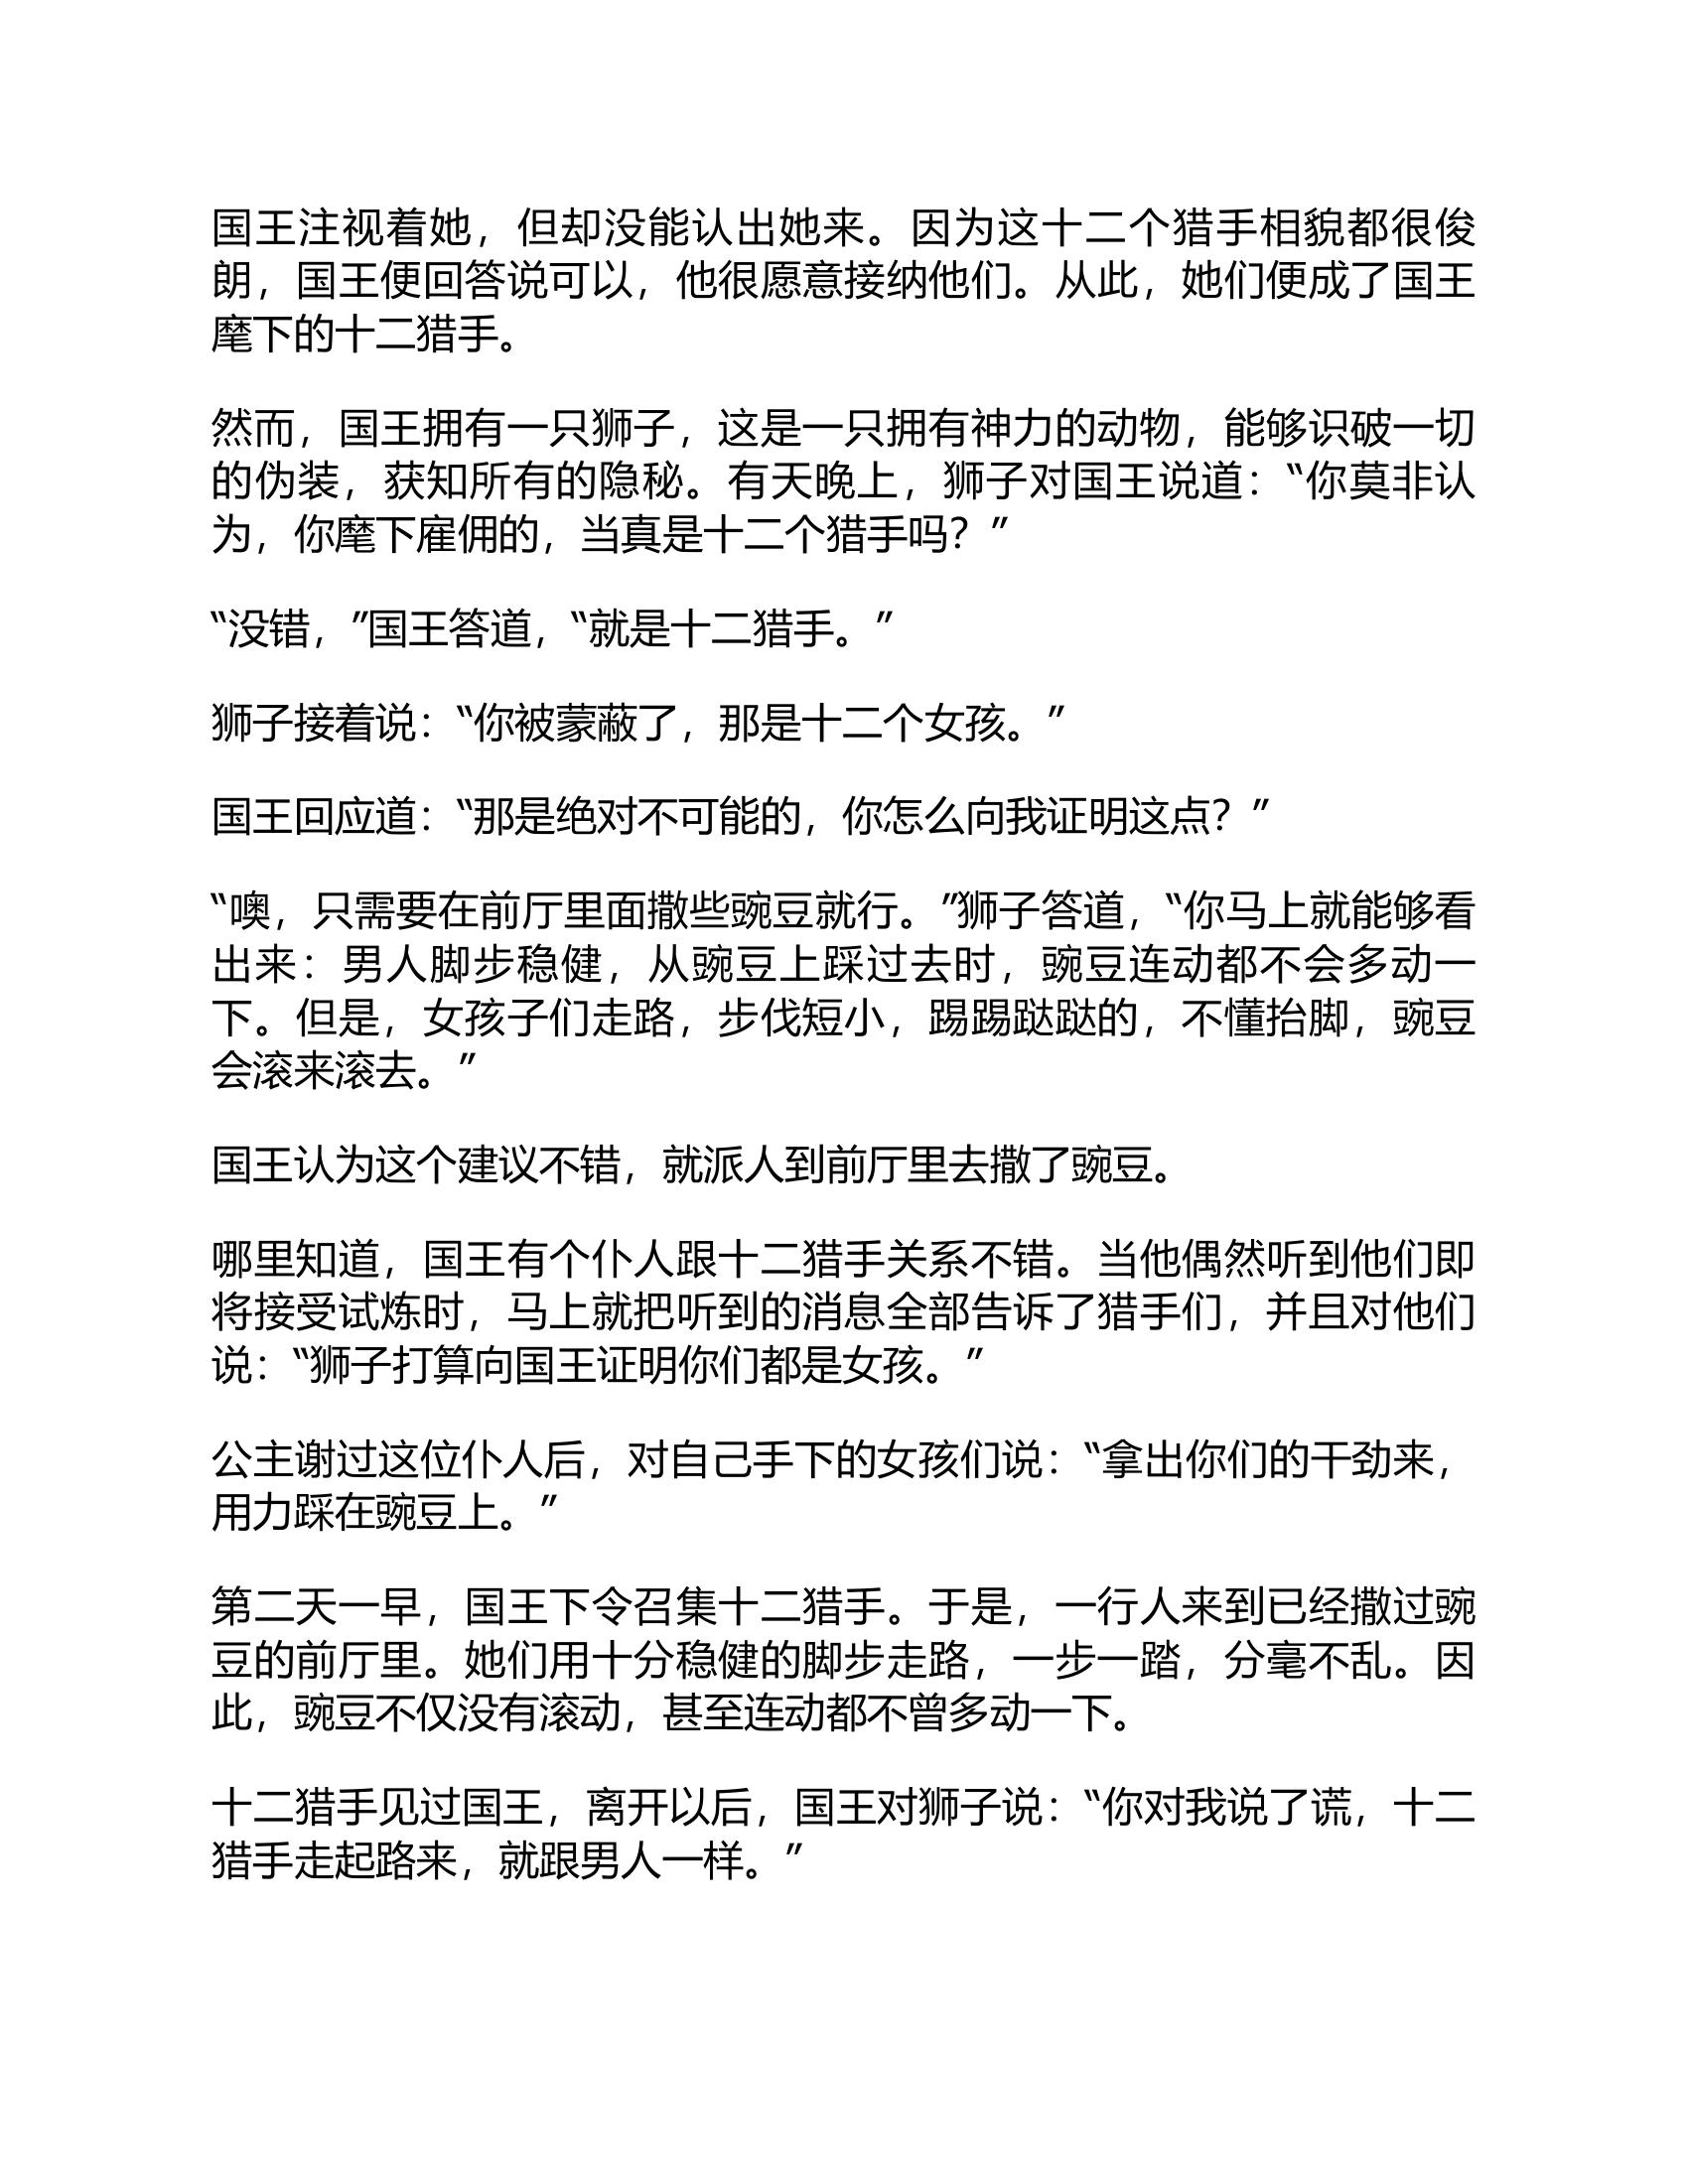 国王注视着她，但却没能认出她来。因为这十二个猎手相貌都很俊
朗，国王便回答说可以，他很愿意接纳他们。从此，她们便成了国王
麾下的十二猎手。
然而，国王拥有一只狮子，这是一只拥有神力的动物，能够识破一切
的伪装，获知所有的隐秘。有天晚上，狮子对国王说道：“你莫非认
为，你麾下雇佣的，当真是十二个猎手吗？”
“没错，”国王答道，“就是十二猎手。”
狮子接着说：“你被蒙蔽了，那是十二个女孩。”
国王回应道：“那是绝对不可能的，你怎么向我证明这点？”
“噢，只需要在前厅里面撒些豌豆就行。”狮子答道，“你马上就能够看
出来：男人脚步稳健，从豌豆上踩过去时，豌豆连动都不会多动一
下。但是，女孩子们走路，步伐短小，踢踢跶跶的，不懂抬脚，豌豆
会滚来滚去。”
国王认为这个建议不错，就派人到前厅里去撒了豌豆。
哪里知道，国王有个仆人跟十二猎手关系不错。当他偶然听到他们即
将接受试炼时，马上就把听到的消息全部告诉了猎手们，并且对他们
说：“狮子打算向国王证明你们都是女孩。”
公主谢过这位仆人后，对自己手下的女孩们说：“拿出你们的干劲来，
用力踩在豌豆上。”
第二天一早，国王下令召集十二猎手。于是，一行人来到已经撒过豌
豆的前厅里。她们用十分稳健的脚步走路，一步一踏，分毫不乱。因
此，豌豆不仅没有滚动，甚至连动都不曾多动一下。
十二猎手见过国王，离开以后，国王对狮子说：“你对我说了谎，十二
猎手走起路来，就跟男人一样。”